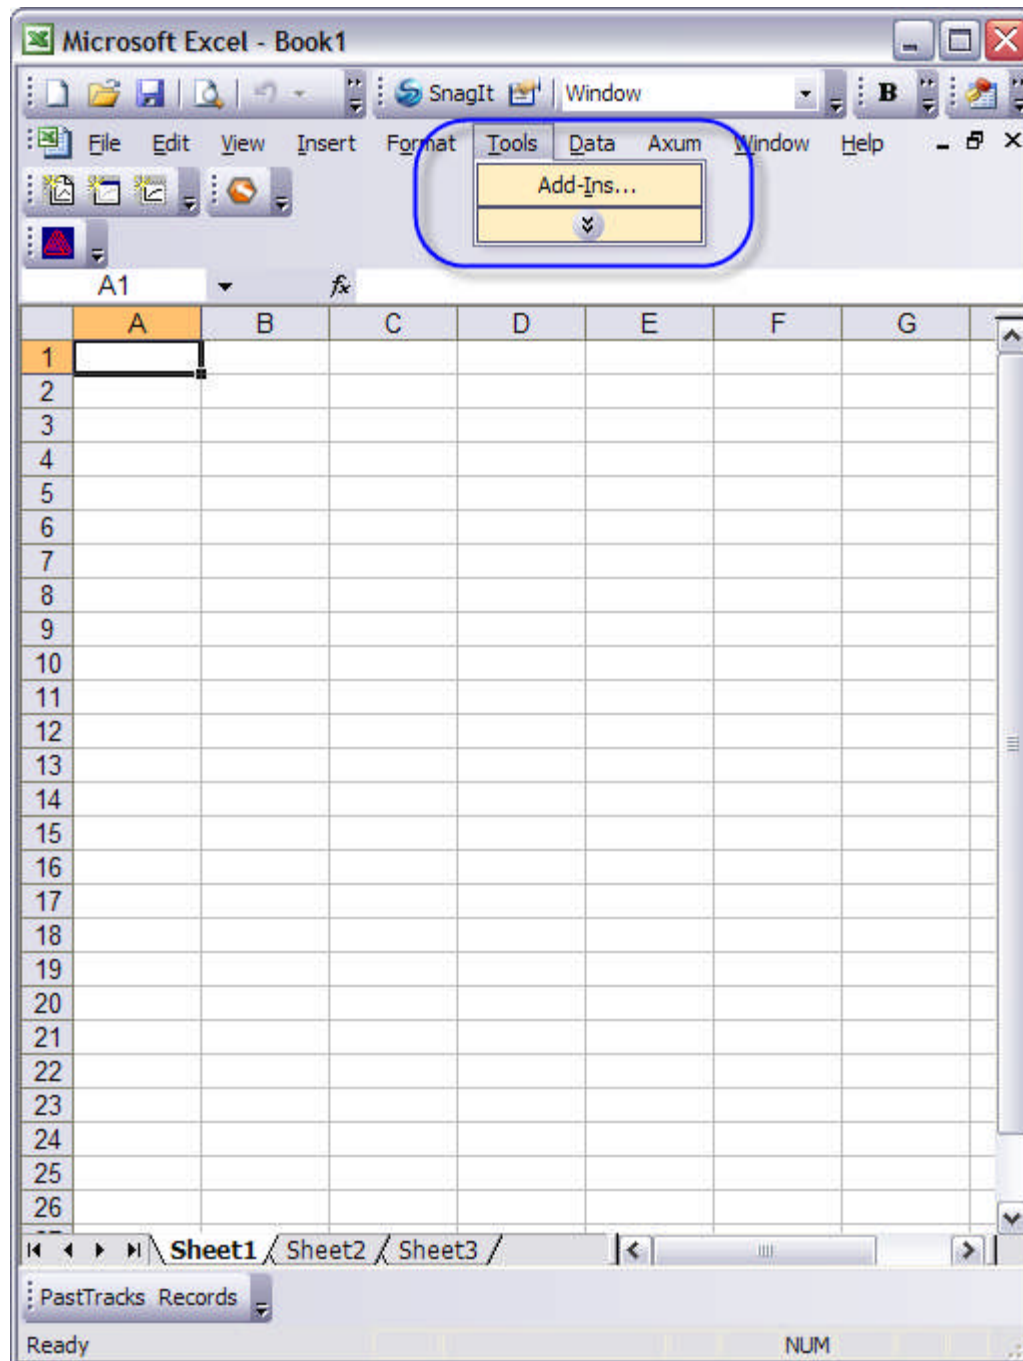 Microsoft Excel - Book1
SnagIt Window B
File Edit View Insert Format Tools Data Axum Window Help
Add-Ins...
A1 fx
A B C D E F G
1
2
3
4
5
6
7
8
9
10
11
12
13
14
15
16
17
18
19
20
21
22
23
24
25
26
Sheet1 Sheet2 Sheet3
PastTracks Records
Ready NUM